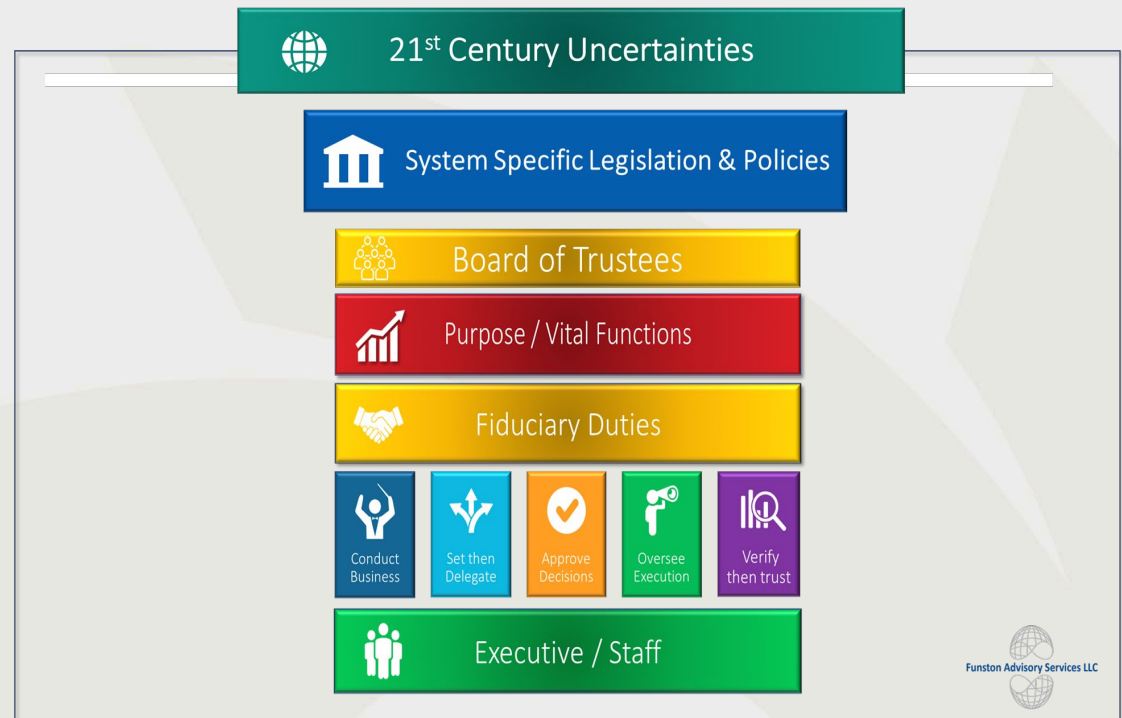 21st Century Uncertainties
System Specific Legislation & Policies
Board of Trustees
Purpose / Vital Functions
Fiduciary Duties
Conduct
Business
Set then
Delegate
Approve
Decisions
Oversee
Execution
Verify
then trust
Executive / Staff
Funston Advisory Services LLC